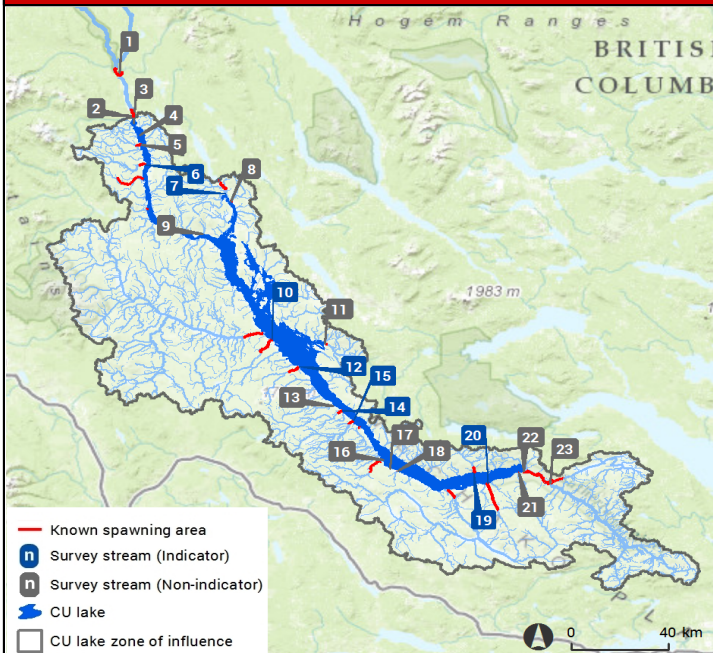 Hogem Ranges
BRITIS
COLUMB
1
3
2
4
5
6
8
7
9
1983 m
10
11
12
15
13
14
20
17
22
16
18
23
21
19
Known spawning area
n Survey stream (Indicator)
n Survey stream (Non-indicator)
CU lake
CU lake zone of influence
0 40 km